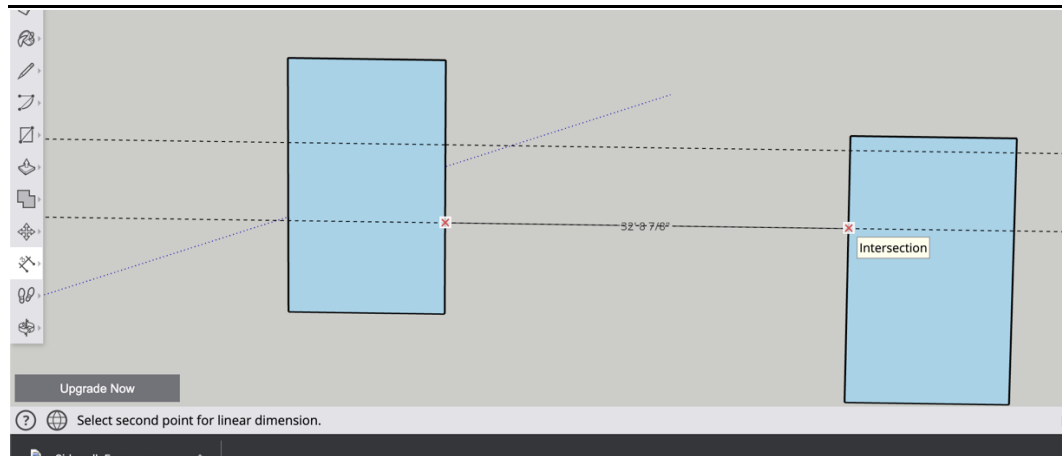 32' 8 7/8"
Intersection
Upgrade Now
Select second point for linear dimension.